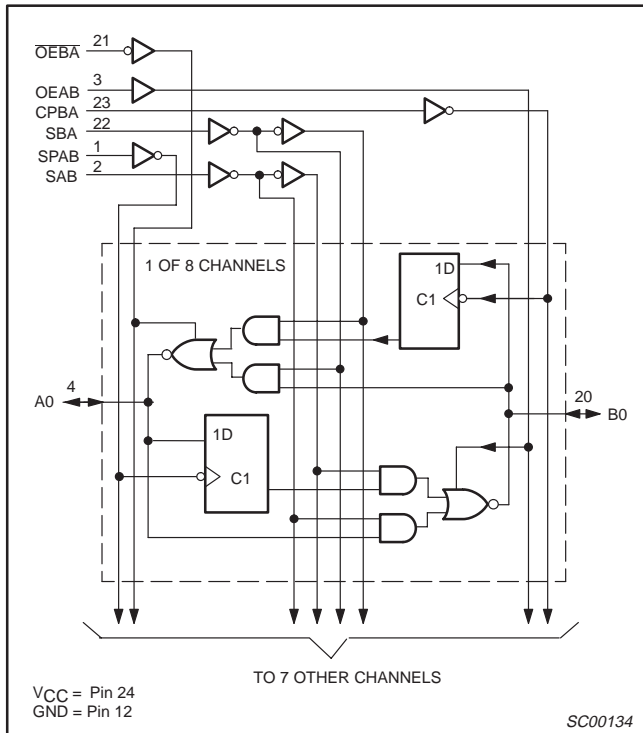 OEBA 21
OEAB 3
CPBA 23
SBA 22
SPAB 1
SAB 2
1 OF 8 CHANNELS
1D
C1
A0 4
20 B0
1D
C1
TO 7 OTHER CHANNELS
VCC = Pin 24
GND = Pin 12
SC00134